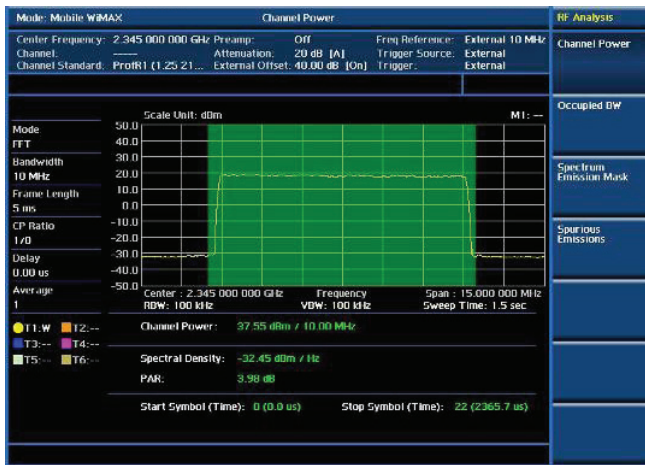 Mode: Mobile WiMAX
Channel Power
RF Analysis
Center Frequency: 2.345 000 000 GHz Preamp: Off Freq Reference: External 10 MHz
Channel: ----- Attenuation: 20 dB [A] Trigger Source: External
Channel Standard: ProfR1 (1.25 21... External Offset: 40.00 dB [On] Trigger: External
Channel Power
Occupied BW
Spectrum
Emission Mask
Spurious
Emissions
Mode
FFT
Bandwidth
10 MHz
Frame Length
5 ms
CP Ratio
1/8
Delay
0.00 us
Average
1
T1:W T2:--
T3:-- T4:--
T5:-- T6:--
Scale Unit: dBm M1: --
50.0
40.0
30.0
20.0
10.0
0.0
-10.0
-20.0
-30.0
-40.0
-50.0
Center : 2.345 000 000 GHz Frequency Span : 15.000 000 MHz
RBW: 100 kHz VBW: 100 kHz Sweep Time: 1.5 sec
Channel Power: 37.55 dBm / 10.00 MHz
Spectral Density: -32.45 dBm / Hz
PAR: 3.98 dB
Start Symbol (Time): 0 (0.0 us) Stop Symbol (Time): 22 (2365.7 us)